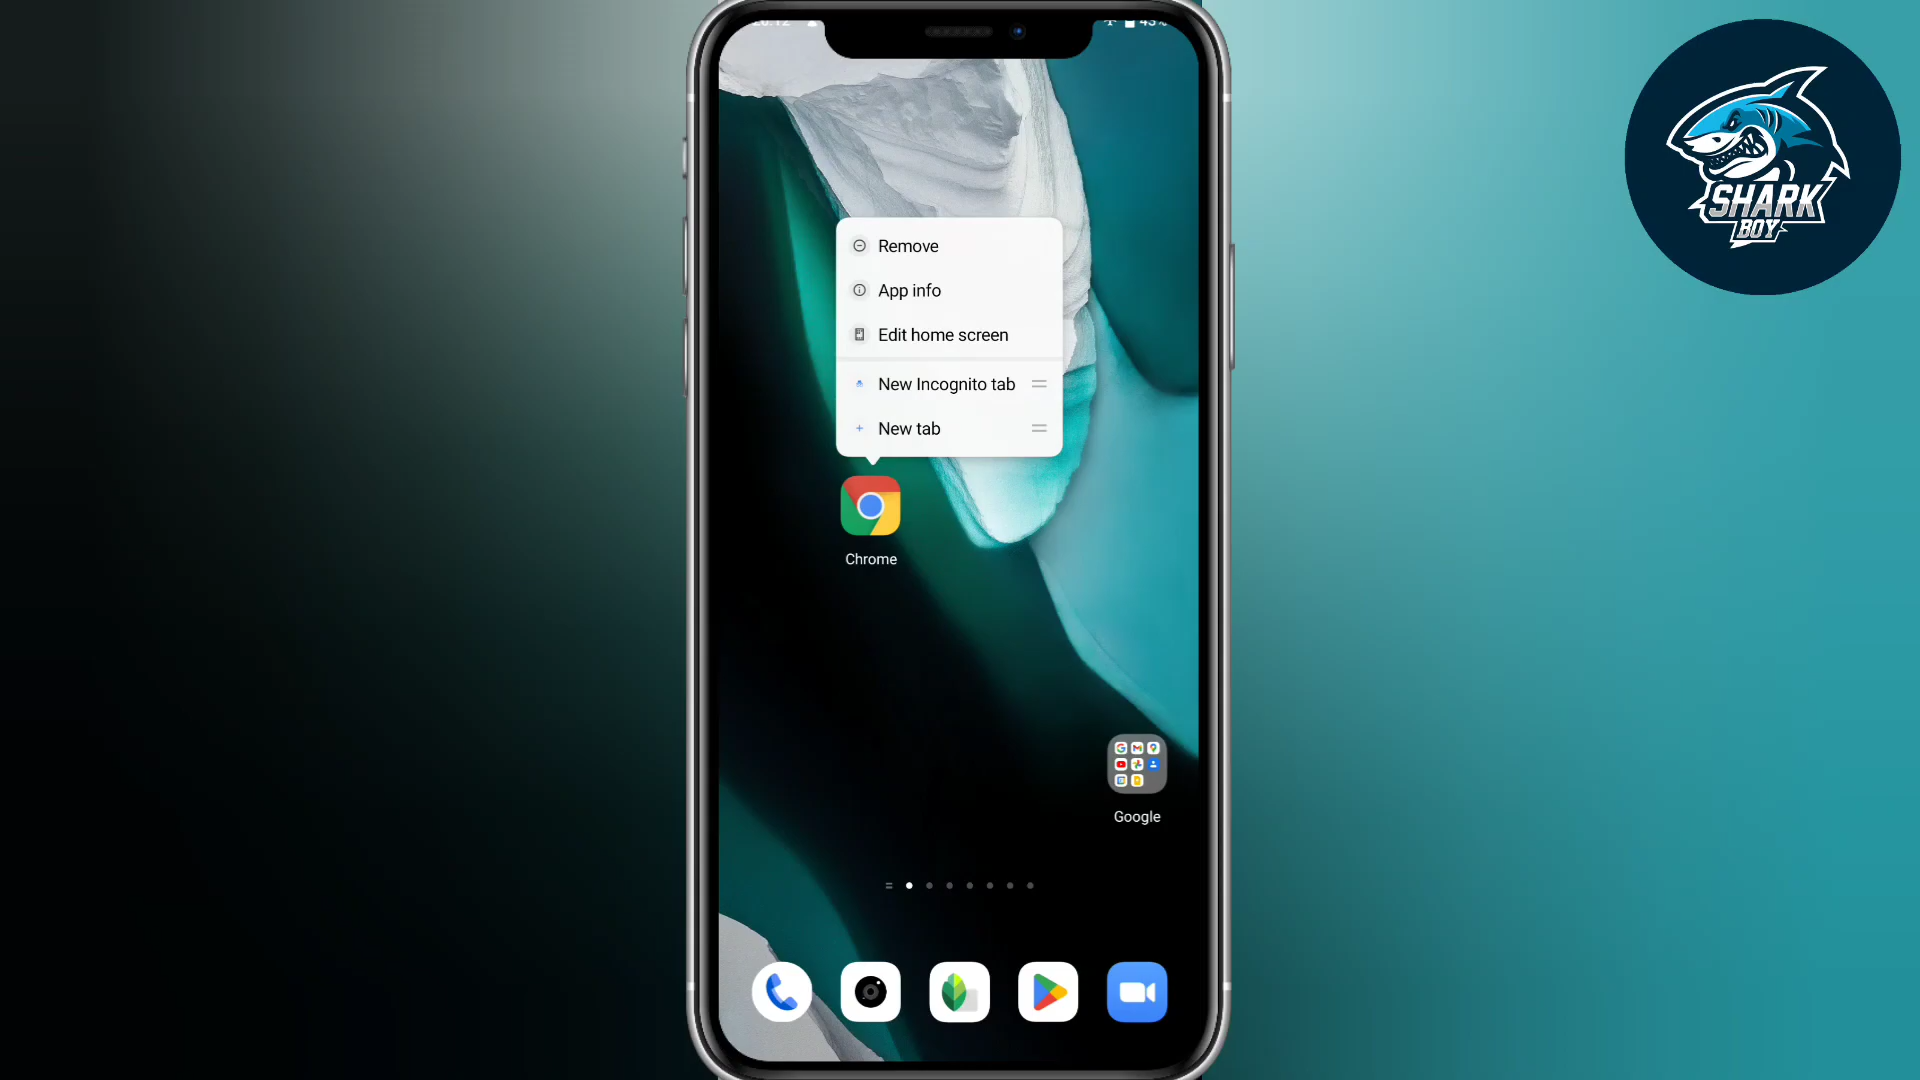 SHARK
BOY
Remove
App info
Edit home screen
New Incognito tab
New tab
Chrome
Google